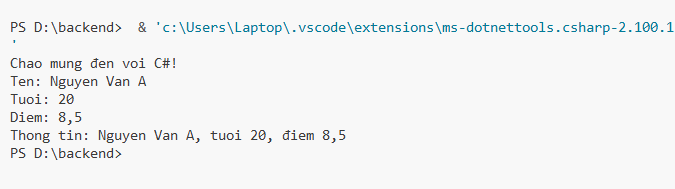 PS D:\backend>  & 'c:\Users\Laptop\.vscode\extensions\ms-dotnettools.csharp-2.100.1
'
Chao mung đen voi C#!
Ten: Nguyen Van A
Tuoi: 20
Diem: 8,5
Thong tin: Nguyen Van A, tuoi 20, điem 8,5
PS D:\backend>